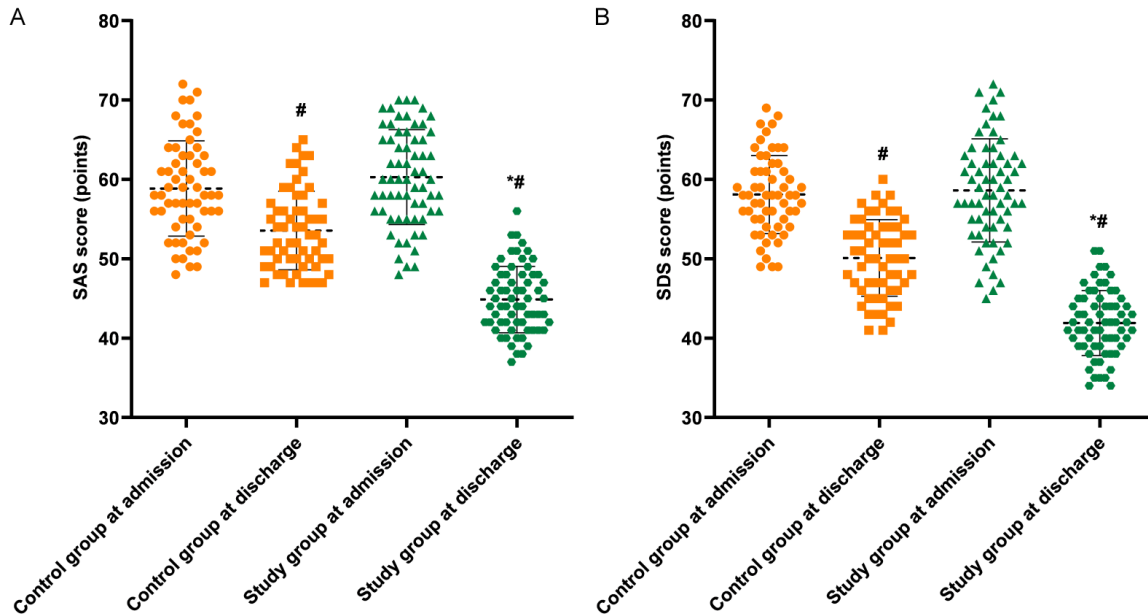 A
SAS score (points)
80
70
60
50
40
30
#
*#
Control group at admission
Control group at discharge
Study group at admission
Study group at discharge
B
SDS score (points)
80
70
60
50
40
30
#
*#
Control group at admission
Control group at discharge
Study group at admission
Study group at discharge